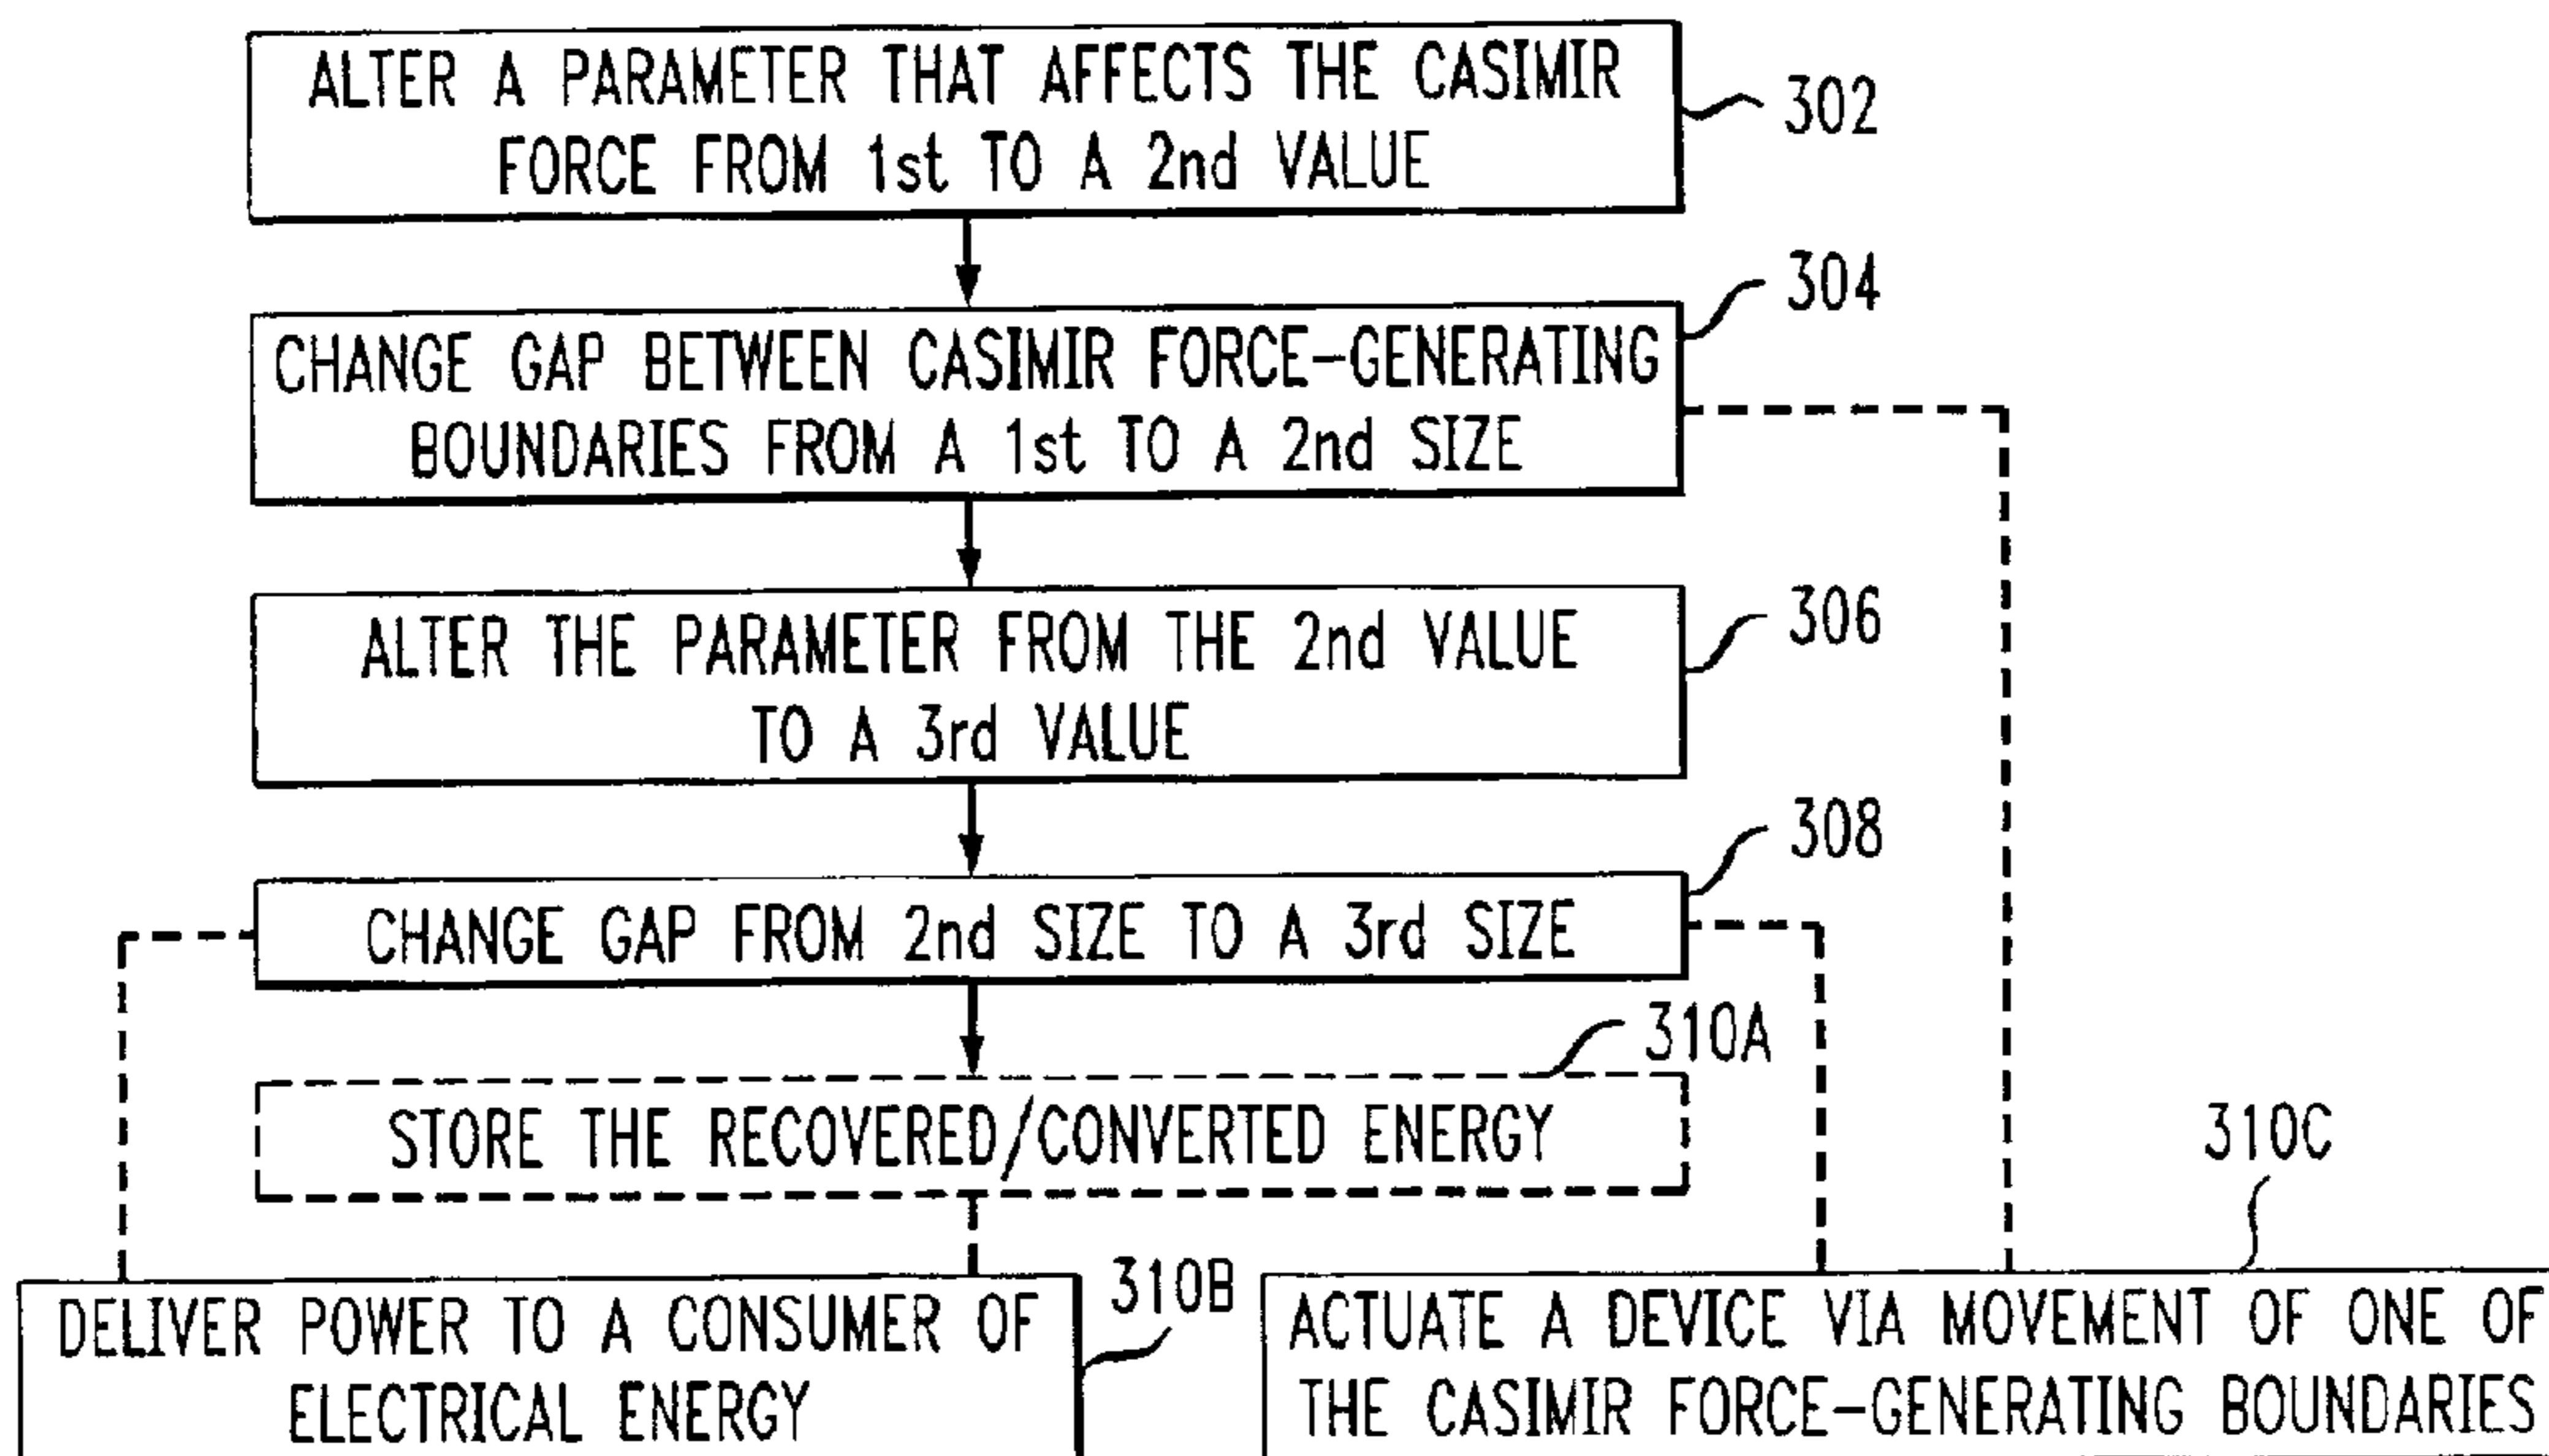 ALTER A PARAMETER THAT AFFECTS THE CASIMIR
FORCE FROM 1st TO A 2nd VALUE
302
304
CHANGE GAP BETWEEN CASIMIR FORCE-GENERATING
BOUNDARIES FROM A 1st TO A 2nd SIZE
306
ALTER THE PARAMETER FROM THE 2nd VALUE
TO A 3rd VALUE
308
CHANGE GAP FROM 2nd SIZE TO A 3rd SIZE
310A
STORE THE RECOVERED/CONVERTED ENERGY
310C
310B
DELIVER POWER TO A CONSUMER OF
ELECTRICAL ENERGY
ACTUATE A DEVICE VIA MOVEMENT OF ONE OF
THE CASIMIR FORCE-GENERATING BOUNDARIES